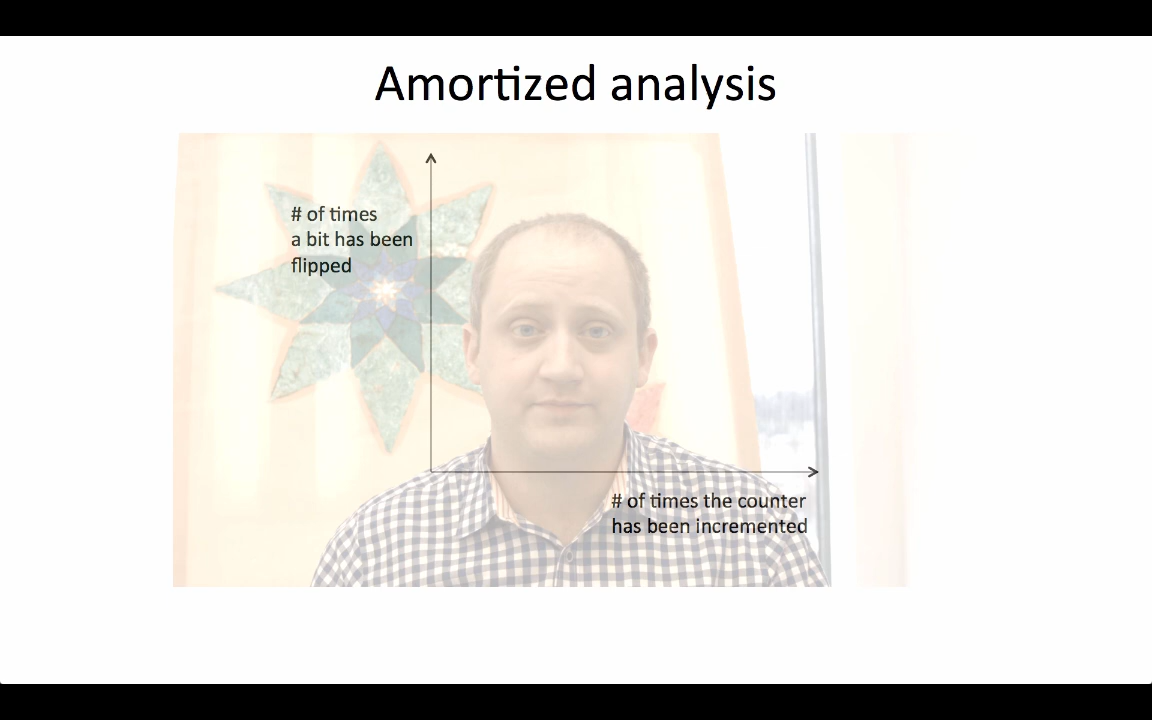 Amortized analysis
# of times
a bit has been
flipped
# of times the counter
has been incremented